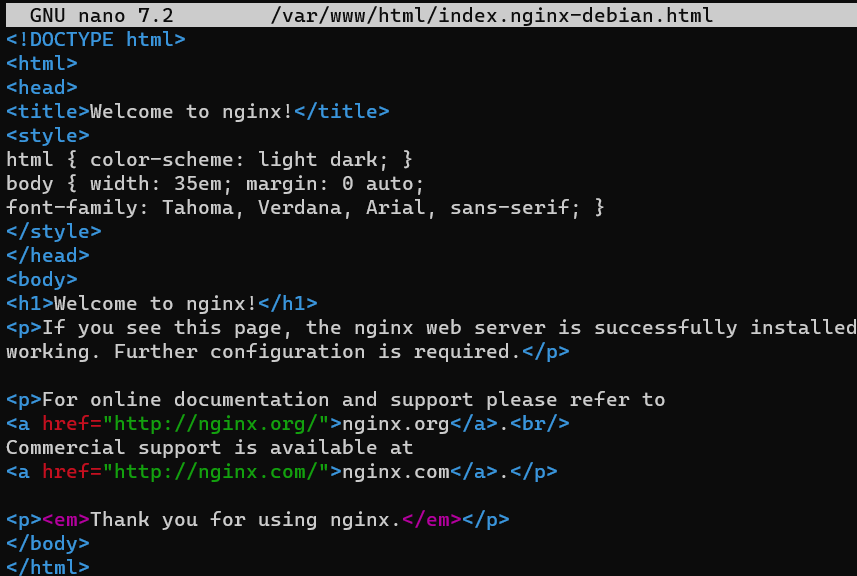 GNU nano 7.2 /var/www/html/index.nginx-debian.html
<!DOCTYPE html>
<html>
<head>
<title>Welcome to nginx!</title>
<style>
html { color-scheme: light dark; }
body { width: 35em; margin: 0 auto;
font-family: Tahoma, Verdana, Arial, sans-serif; }
</style>
</head>
<body>
<h1>Welcome to nginx!</h1>
<p>If you see this page, the nginx web server is successfully installed
working. Further configuration is required.</p>
<p>For online documentation and support please refer to
<a href="http://nginx.org/">nginx.org</a>.<br/>
Commercial support is available at
<a href="http://nginx.com/">nginx.com</a>.</p>
<p><em>Thank you for using nginx.</em></p>
</body>
</html>